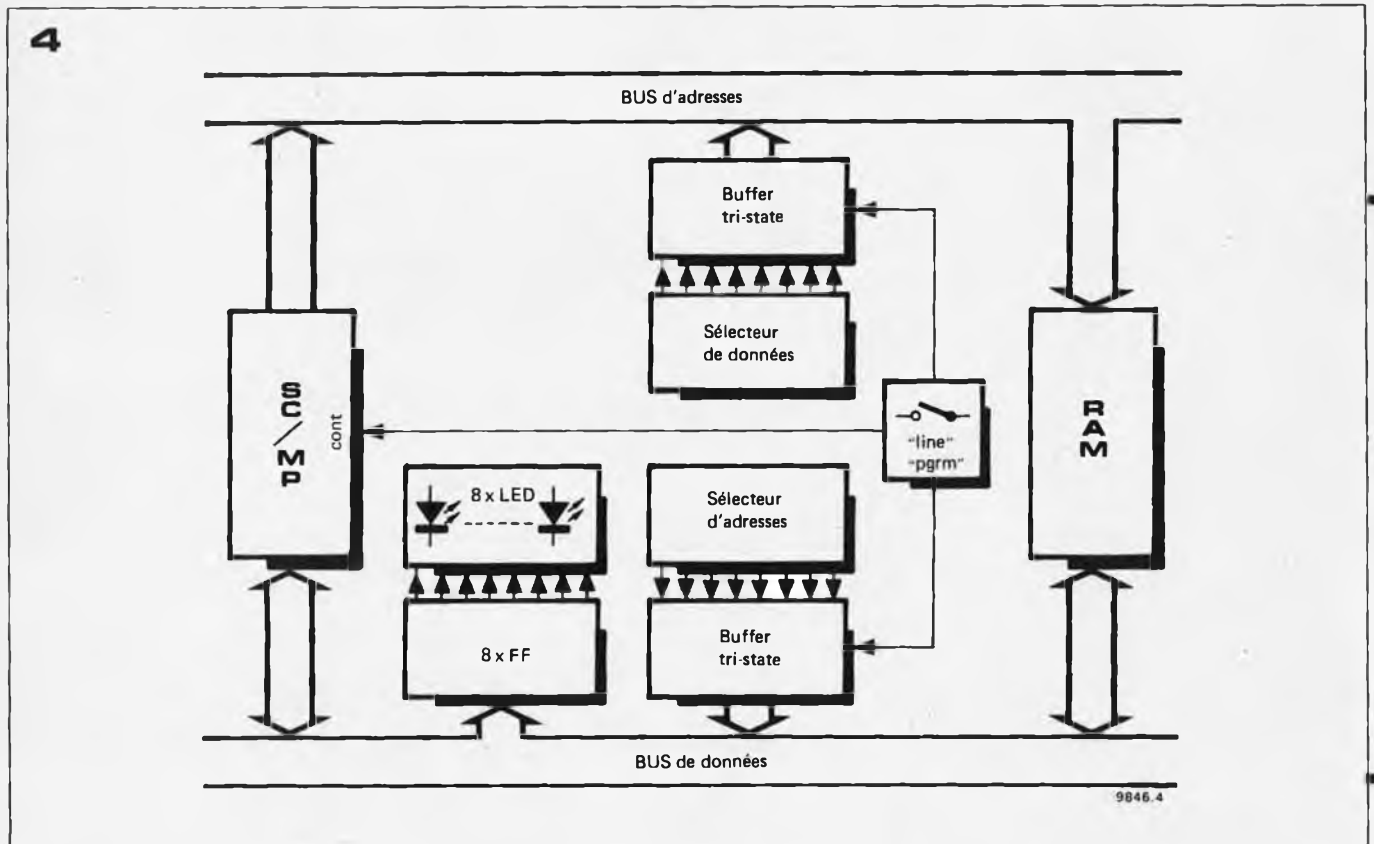 4
BUS d'adresses
Buffer
tri-state
Sélecteur
de données
SC/MP
cont
"line"
"pgrm"
RAM
8 x LED
Sélecteur
d'adresses
8 x FF
Buffer
tri-state
BUS de données
9846.4